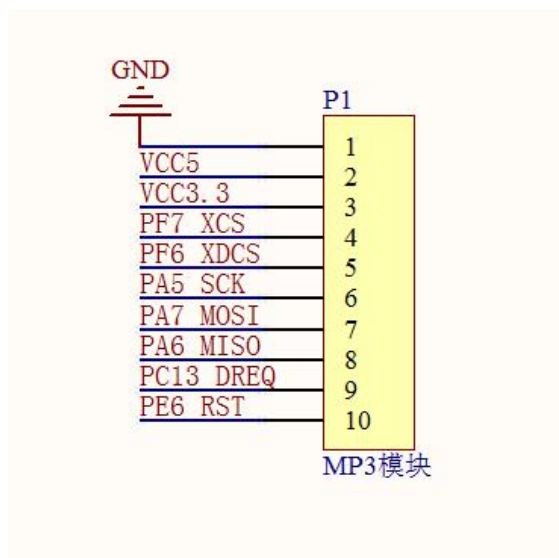 GND
P1
1
VCC5
2
VCC3.3
3
PF7 XCS
4
PF6 XDCS
5
PA5 SCK
6
PA7 MOSI
7
PA6 MISO
8
PC13 DREQ
9
PE6 RST
10
MP3模块